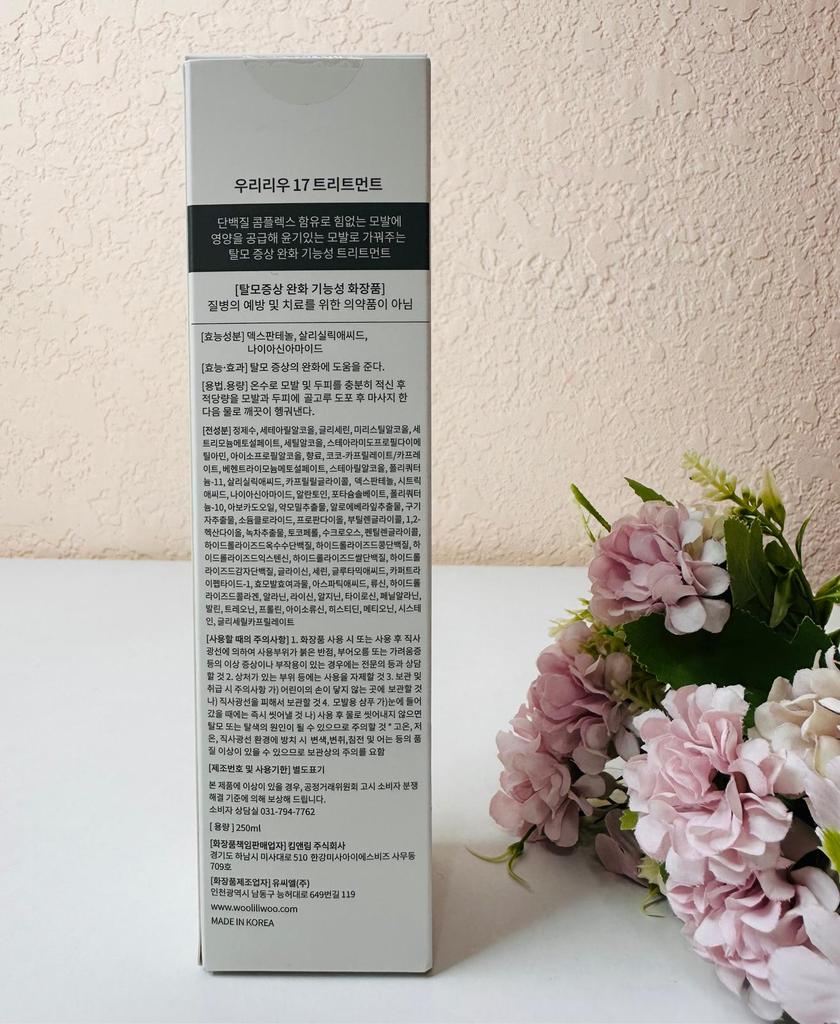 우리리우 17 트리트먼트
단백질 콤플렉스 함유로 힘없는 모발에
영양을 공급해 윤기있는 모발로 가꿔주는
탈모 증상 완화 기능성 트리트먼트
[탈모증상 완화 기능성 화장품]
질병의 예방 및 치료를 위한 의약품이 아님
[효능성분] 덱스판테놀, 살리실릭애씨드,
나이아신아마이드
[효능·효과] 탈모 증상의 완화에 도움을 준다.
[용법.용량] 온수로 모발 및 두피를 충분히 적신 후
적당량을 모발과 두피에 골고루 도포 후 마사지 한
다음 물로 깨끗이 헹궈낸다.
[전성분] 정제수, 세테아릴알코올, 글리세린, 미리스틸알코올, 세
트리모늄메토설페이트, 세틸알코올, 스테아라미도프로필다이메
틸아민, 아이소프로필알코올, 향료, 코코-카프릴레이트/카프레
이트, 베헨트라이모늄메토설페이트, 스테아릴알코올, 폴리쿼터
늄-11, 살리실릭애씨드, 카프릴릴글라이콜, 덱스판테놀, 시트릭
애씨드, 나이아신아마이드, 알란토인, 포타슘솔베이트, 폴리쿼터
늄-10, 아보카도오일, 약모밀추출물, 알로에베라잎추출물, 구기
자추출물, 소듐클로라이드, 프로판다이올, 부틸렌글라이콜, 1,2-
헥산다이올, 녹차추출물, 토코페롤, 수크로오스, 펜틸렌글라이콜,
하이드롤라이즈드옥수수단백질, 하이드롤라이즈드콩단백질, 하
이드롤라이즈드익스텐신, 하이드롤라이즈드쌀단백질, 하이드롤
라이즈드감자단백질, 글라이신, 세린, 글루타믹애씨드, 카퍼트라
이펩타이드-1, 효모발효여과물, 아스파틱애씨드, 류신, 하이드롤
라이즈드콜라겐, 알라닌, 라이신, 알지닌, 타이로신, 페닐알라닌,
발린, 트레오닌, 프롤린, 아이소류신, 히스티딘, 메티오닌, 시스테
인, 글리세릴카프릴레이트
[사용할 때의 주의사항] 1. 화장품 사용 시 또는 사용 후 직사
광선에 의하여 사용부위가 붉은 반점, 부어오름 또는 가려움증
등의 이상 증상이나 부작용이 있는 경우에는 전문의 등과 상담
할 것 2. 상처가 있는 부위 등에는 사용을 자제할 것 3. 보관 및
취급 시 주의사항 가) 어린이의 손이 닿지 않는 곳에 보관할 것
나) 직사광선을 피해서 보관할 것 4. 모발용 샴푸 가)눈에 들어
갔을 때에는 즉시 씻어낼 것 나) 사용 후 물로 씻어내지 않으면
탈모 또는 탈색의 원인이 될 수 있으므로 주의할 것 * 고온, 저
온, 직사광선 환경에 방치 시 변색,변취,침전 및 어는 등의 품
질 이상이 있을 수 있으므로 보관상의 주의를 요함
[제조번호 및 사용기한] 별도표기
본 제품에 이상이 있을 경우, 공정거래위원회 고시 소비자 분쟁
해결 기준에 의해 보상해 드립니다.
소비자 상담실 031-794-7762
[ 용량 ] 250ml
[화장품책임판매업자] 킴앤림 주식회사
경기도 하남시 미사대로 510 한강미사아이에스비즈 사무동
709호
[화장품제조업자] 유씨엘(주)
인천광역시 남동구 능허대로 649번길 119
www.wooliliwoo.com
MADE IN KOREA